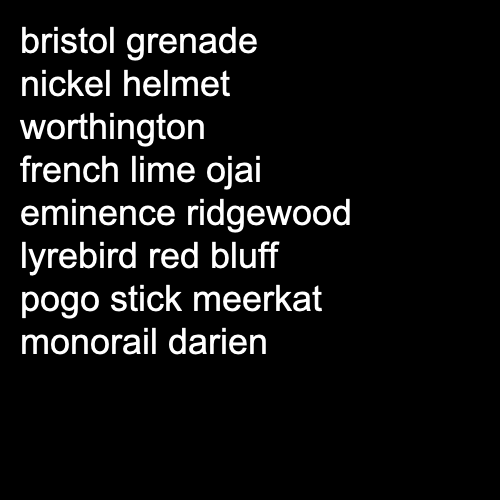 bristol grenade
nickel helmet
worthington
french lime ojai
eminence ridgewood
lyrebird red bluff
pogo stick meerkat
monorail darien